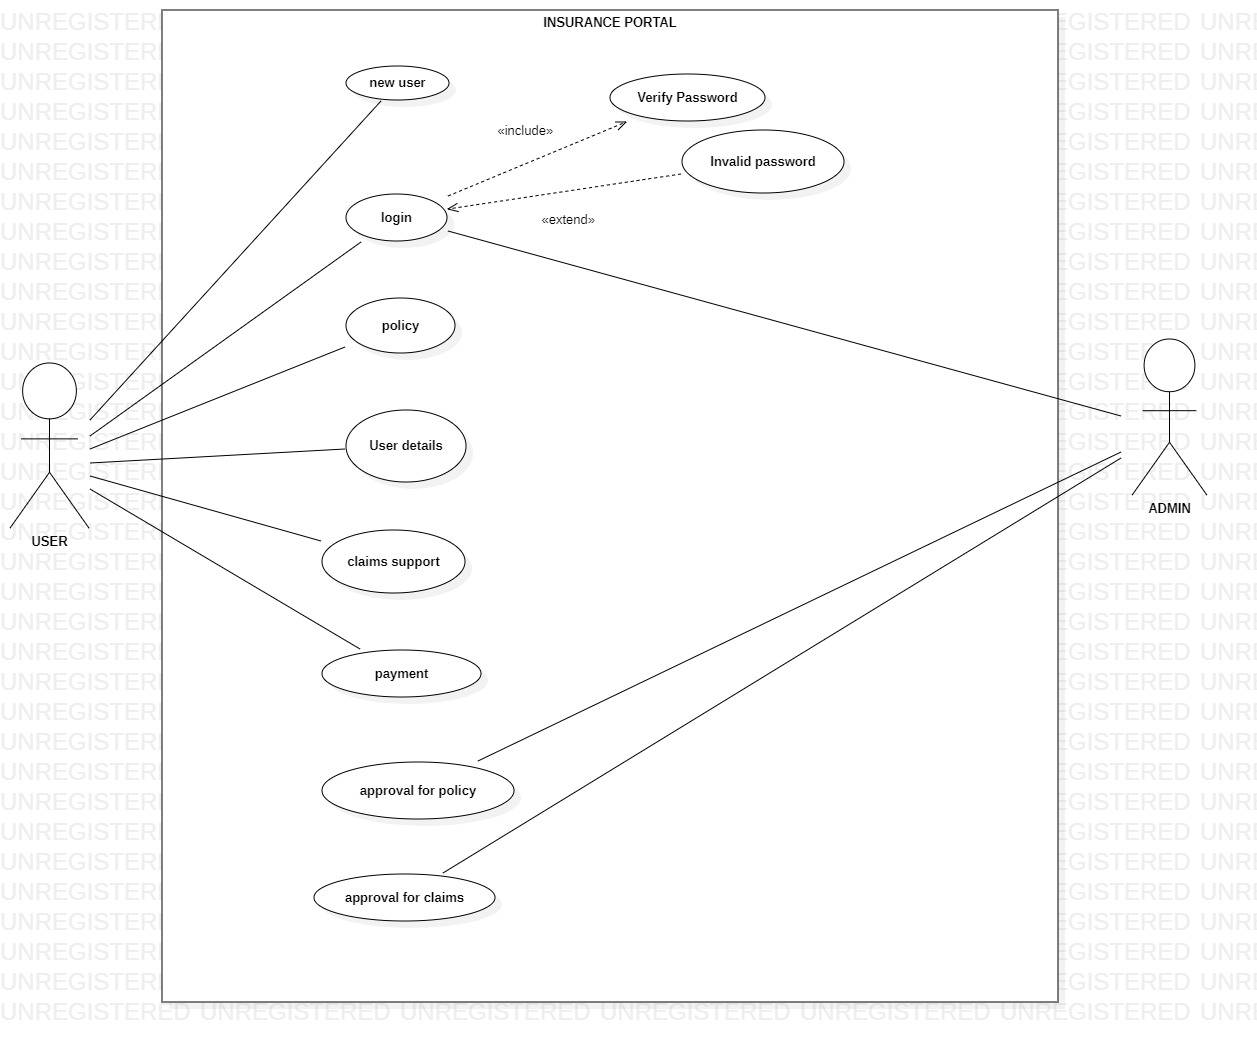 INSURANCE PORTAL
new user
Verify Password
«include»
Invalid password
login
«extend»
policy
User details
USER
ADMIN
claims support
payment
approval for policy
approval for claims
UNREGISTERED UNREGISTERED UNREGISTERED UNREGISTERED UNREGISTERED UNREGISTERED UNRE